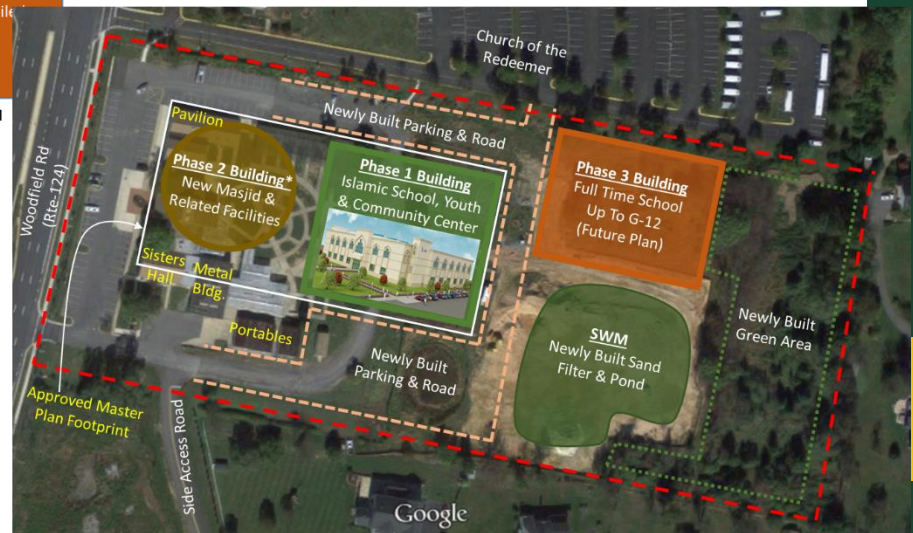 Church of the
Redeemer
Newly Built Parking & Road
Pavilion
Phase 2 Building*
New Masjid &
Related Facilities
Phase 1 Building
Islamic School, Youth
& Community Center
Phase 3 Building
Full Time School
Up To G-12
(Future Plan)
Woodfield Rd
(Rte-124)
Sisters
Hall
Metal
Bldg.
Portables
Newly Built
Parking & Road
SWM
Newly Built Sand
Filter & Pond
Newly Built
Green Area
Approved Master
Plan Footprint
Side Access Road
Google